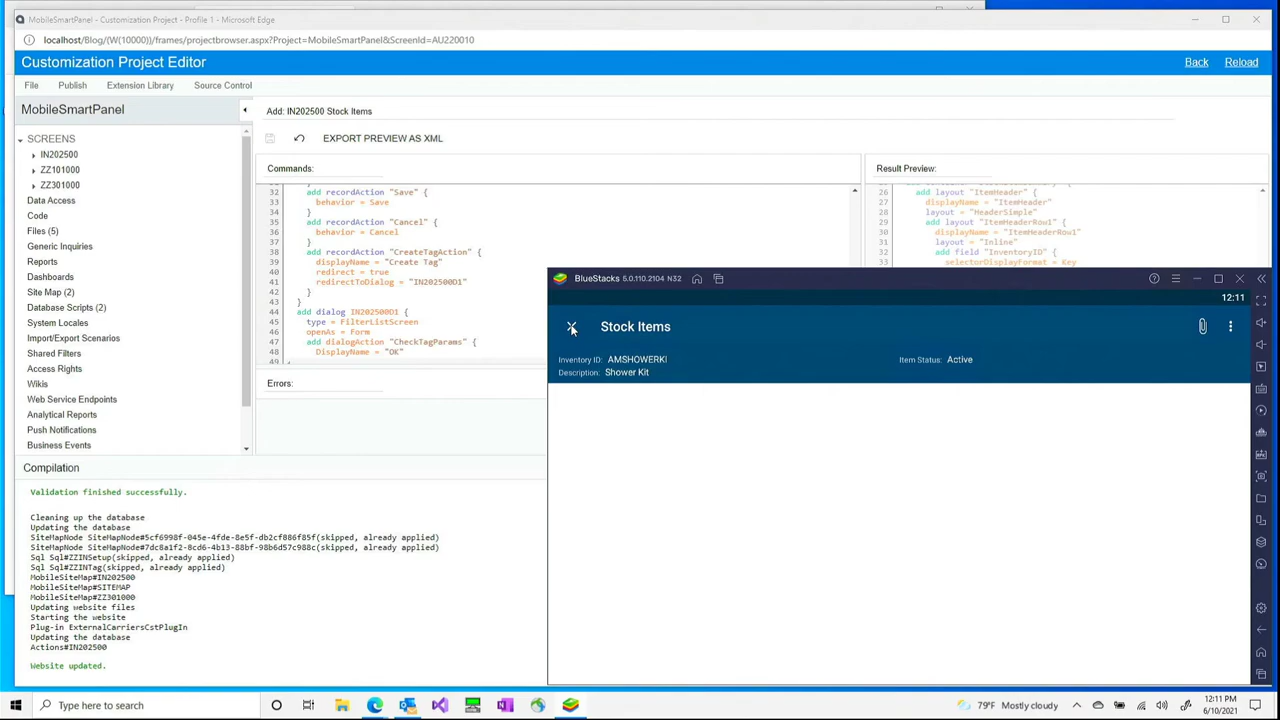 MobileSmartPanel - Customization Project - Profile 1 - Microsoft Edge
localhost/Blog/(W(10000))/frames/projectbrowser.aspx?Project=MobileSmartPanel&ScreenId=AU220010
Customization Project Editor
Back
Reload
File
Publish
Extension Library
Source Control
MobileSmartPanel
SCREENS
IN202500
ZZ101000
ZZ301000
Data Access
Code
Files (5)
Generic Inquiries
Reports
Dashboards
Site Map (2)
Database Scripts (2)
System Locales
Import/Export Scenarios
Shared Filters
Access Rights
Wikis
Web Service Endpoints
Analytical Reports
Push Notifications
Business Events
Add: IN202500 Stock Items
EXPORT PREVIEW AS XML
Commands:
32 add recordAction "Save" {
33 behavior = Save
34 }
35 add recordAction "Cancel" {
36 behavior = Cancel
37 }
38 add recordAction "CreateTagAction" {
39 displayName = "Create Tag"
40 redirect = true
41 redirectToDialog = "IN202500D1"
42 }
43 }
44 add dialog IN202500D1 {
45 type = FilterListScreen
46 openAs = Form
47 add dialogAction "CheckTagParams" {
48 DisplayName = "OK"
49
Errors:
Result Preview:
26 add layout "ItemHeader" {
27 displayName = "ItemHeader"
28 layout = "HeaderSimple"
29 add layout "ItemHeaderRow1" {
30 displayName = "ItemHeaderRow1"
31 layout = "Inline"
32 add field "InventoryID" {
33 selectorDisplayFormat = Key
BlueStacks 5.0.110.2104 N32
12:11
Stock Items
Inventory ID: AMSHOWERKI
Item Status: Active
Description: Shower Kit
Compilation
Validation finished successfully.
Cleaning up the database
Updating the database
SiteMapNode SiteMapNode#5cf6998f-045e-4fde-8e5f-db2cf886f85f(skipped, already applied)
SiteMapNode SiteMapNode#7dc8a1f2-8cd6-4b13-88bf-98b6d57c988c(skipped, already applied)
Sql Sql#ZZINSetup(skipped, already applied)
Sql Sql#ZZINTag(skipped, already applied)
MobileSiteMap#IN202500
MobileSiteMap#SITEMAP
MobileSiteMap#ZZ301000
Updating website files
Starting the website
Plug-in ExternalCarriersCstPlugIn
Updating the database
Actions#IN202500
Website updated.
Type here to search
79°F Mostly cloudy
12:11 PM
6/10/2021